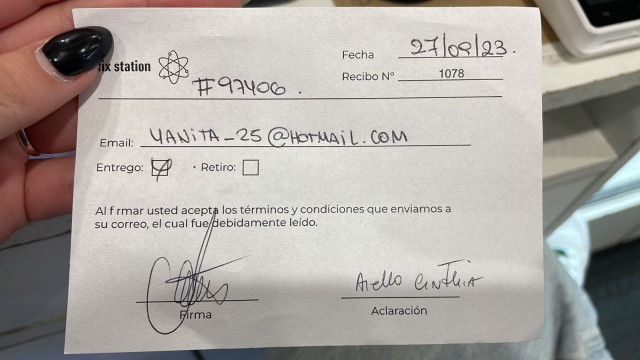 fix station
#97406.
Fecha 27/09/23.
Recibo N° 1078
Email: YANITA_25@HOTMAIL.COM
Entrego: Retiro:
Al f rmar usted acepta los términos y condiciones que enviamos a
su correo, el cual fue debidamente leído.
Aiello Cinthia
Firma Aclaración